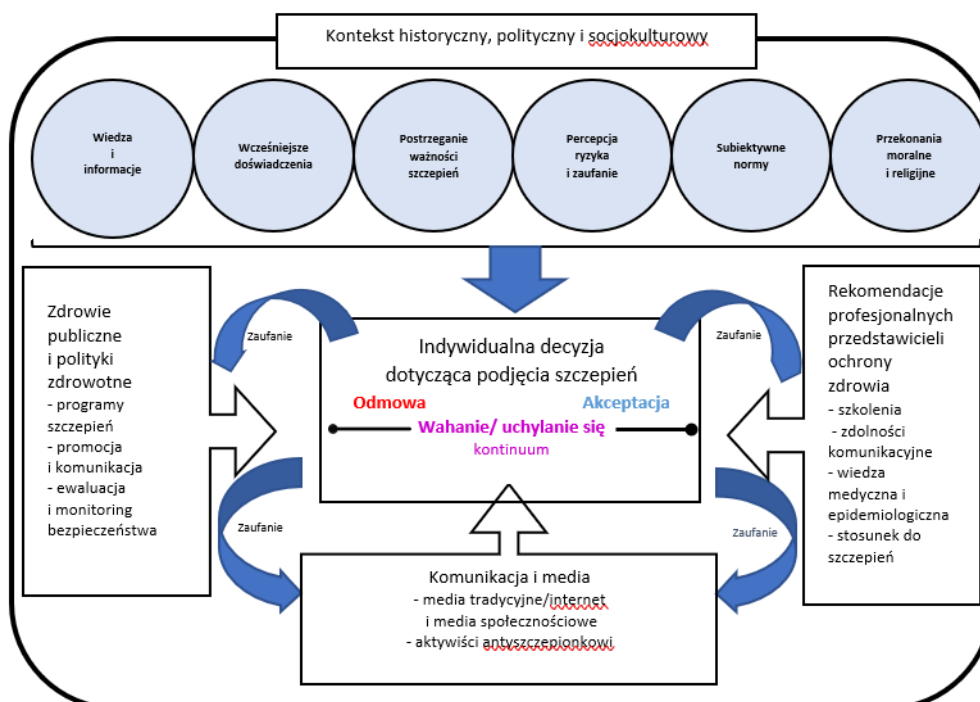 Kontekst historyczny, polityczny i socjokulturowy
Wiedza
i
informacje
Wcześniejsze
doświadczenia
Postrzeganie
ważności
szczepień
Percepcja
ryzyka
i zaufanie
Subiektywne
normy
Przekonania
moralne
i religijne
Zdrowie
publiczne
i polityki
zdrowotne
- programy
szczepień
- promocja
i komunikacja
- ewaluacja
i monitoring
bezpieczeństwa
Zaufanie
Zaufanie
Indywidualna decyzja
dotycząca podjęcia szczepień
Odmowa
Akceptacja
Wahanie/ uchylanie się
kontinuum
Zaufanie
Zaufanie
Rekomendacje
profesjonalnych
przedstawicieli
ochrony
zdrowia
- szkolenia
- zdolności
komunikacyjne
- wiedza
medyczna i
epidemiologiczna
- stosunek do
szczepień
Komunikacja i media
- media tradycyjne/internet
i media społecznościowe
- aktywiści antyszczepionkowi